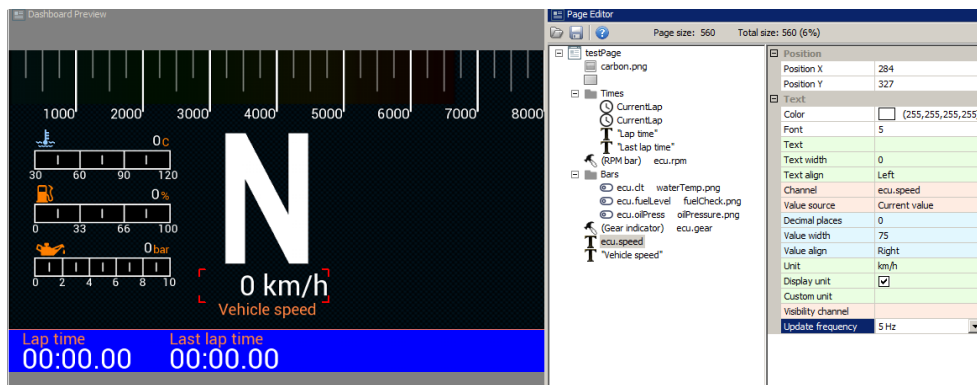 Dashboard Preview
1000 2000 3000 4000 5000 6000 7000 8000
0 C
30 60 90 120
0 %
0 33 66 100
0 bar
0 2 4 6 8 10
N
0 km/h
Vehicle speed
Lap time Last lap time
00:00.00 00:00.00
Page Editor
Page size: 560 Total size: 560 (6%)
testPage
carbon.png
Times
CurrentLap
CurrentLap
"Lap time"
"Last lap time"
(RPM bar) ecu.rpm
Bars
ecu.clt waterTemp.png
ecu.fuelLevel fuelCheck.png
ecu.oilPress oilPressure.png
(Gear indicator) ecu.gear
ecu.speed
"Vehicle speed"
Position
Position X 284
Position Y 327
Text
Color (255,255,255,255)
Font 5
Text
Text width 0
Text align Left
Channel ecu.speed
Value source Current value
Decimal places 0
Value width 75
Value align Right
Unit km/h
Display unit
Custom unit
Visibility channel
Update frequency 5 Hz